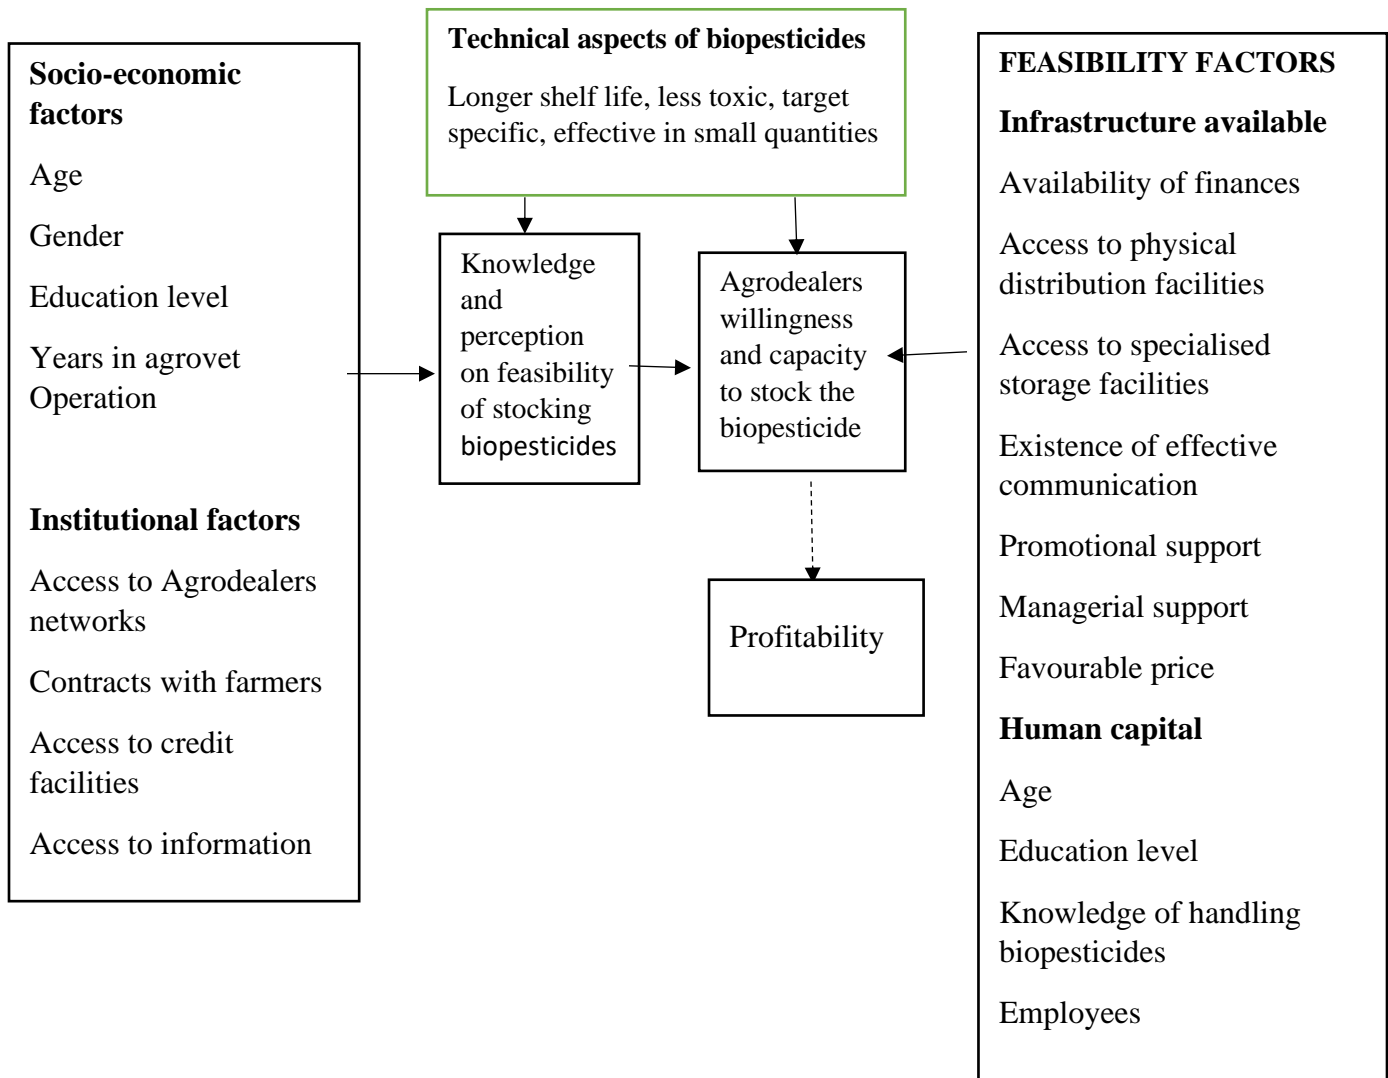 Technical aspects of biopesticides
Longer shelf life, less toxic, target
specific, effective in small quantities
Socio-economic
factors
Age
Gender
Education level
Years in agrovet
Operation
Institutional factors
Access to Agrodealers
networks
Contracts with farmers
Access to credit
facilities
Access to information
Knowledge
and
perception
on feasibility
of stocking
biopesticides
Agrodealers
willingness
and capacity
to stock the
biopesticide
Profitability
FEASIBILITY FACTORS
Infrastructure available
Availability of finances
Access to physical
distribution facilities
Access to specialised
storage facilities
Existence of effective
communication
Promotional support
Managerial support
Favourable price
Human capital
Age
Education level
Knowledge of handling
biopesticides
Employees